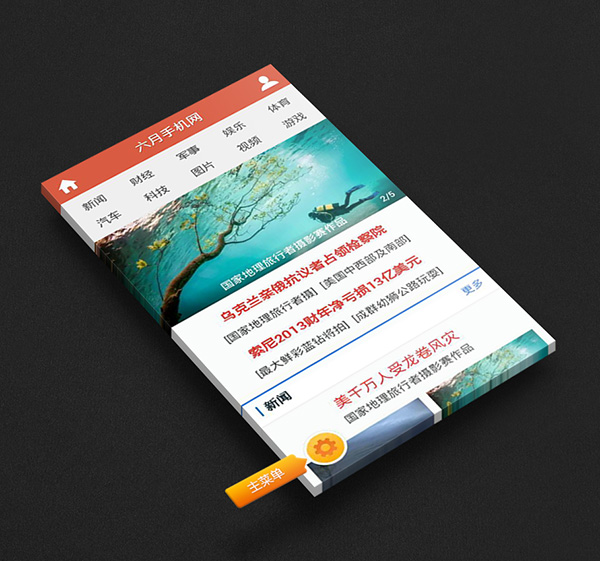 六月手机网
新闻 财经 军事 娱乐 体育
汽车 科技 图片 视频 游戏
国家地理旅行者摄影赛作品 2/5
乌克兰亲俄抗议者占领检察院
[国家地理旅行者摄] [美国中西部及南部]
索尼2013财年净亏损13亿美元
[最大鲜彩蓝钻将拍] [成群幼狮公路玩耍]
新闻 更多
美千万人受龙卷风灾
国家地理旅行者摄影赛作品
主菜单